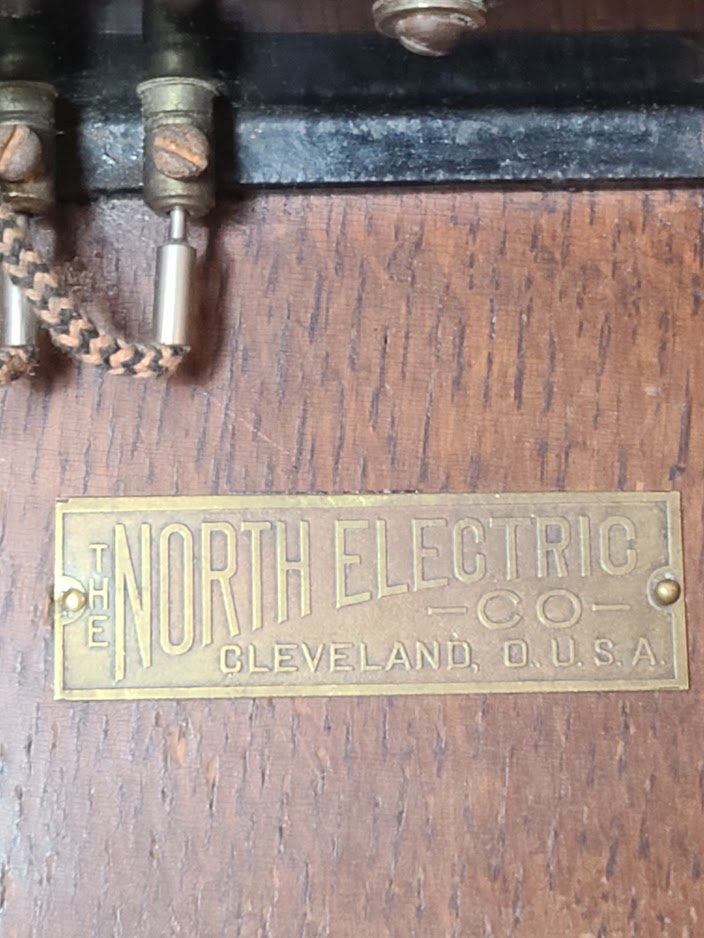 THE NORTH ELECTRIC
-CO-
CLEVELAND, O. U. S. A.